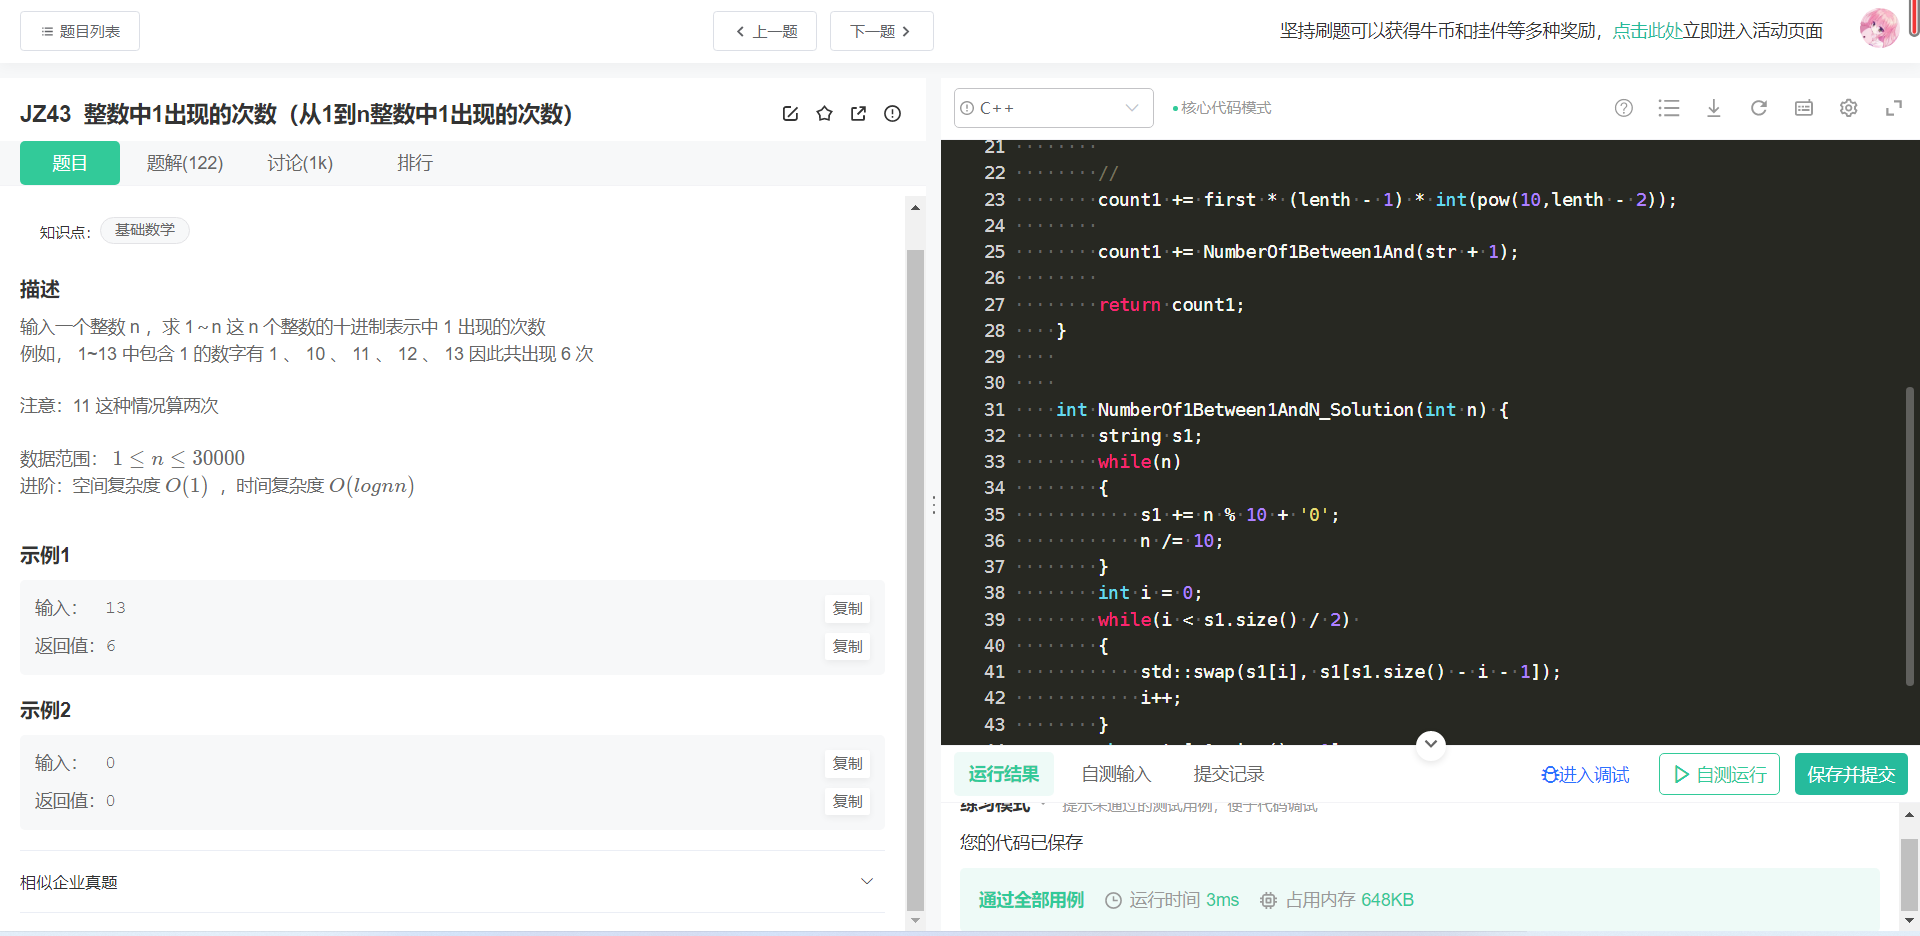 题目列表
上一题
下一题
坚持刷题可以获得牛币和挂件等多种奖励，点击此处立即进入活动页面
JZ43 整数中1出现的次数（从1到n整数中1出现的次数）
题目
题解(122)
讨论(1k)
排行
知识点：
基础数学
描述
输入一个整数 n ，求 1～n 这 n 个整数的十进制表示中 1 出现的次数
例如， 1~13 中包含 1 的数字有 1 、 10 、 11 、 12 、 13 因此共出现 6 次
注意：11 这种情况算两次
数据范围： 1 ≤ n ≤ 30000
进阶：空间复杂度 O(1) ，时间复杂度 O(lognn)
示例1
输入： 13
复制
返回值：6
复制
示例2
输入： 0
复制
返回值：0
复制
相似企业真题
C++
核心代码模式
21
22 //
23 count1 += first * (lenth - 1) * int(pow(10,lenth - 2));
24
25 count1 += NumberOf1Between1And(str + 1);
26
27 return count1;
28 }
29
30
31 int NumberOf1Between1AndN_Solution(int n) {
32 string s1;
33 while(n)
34 {
35 s1 += n % 10 + '0';
36 n /= 10;
37 }
38 int i = 0;
39 while(i < s1.size() / 2)
40 {
41 std::swap(s1[i], s1[s1.size() - i - 1]);
42 i++;
43 }
运行结果
自测输入
提交记录
进入调试
自测运行
保存并提交
练习模式
提示未通过的测试用例，便于代码调试
您的代码已保存
通过全部用例
运行时间 3ms
占用内存 648KB